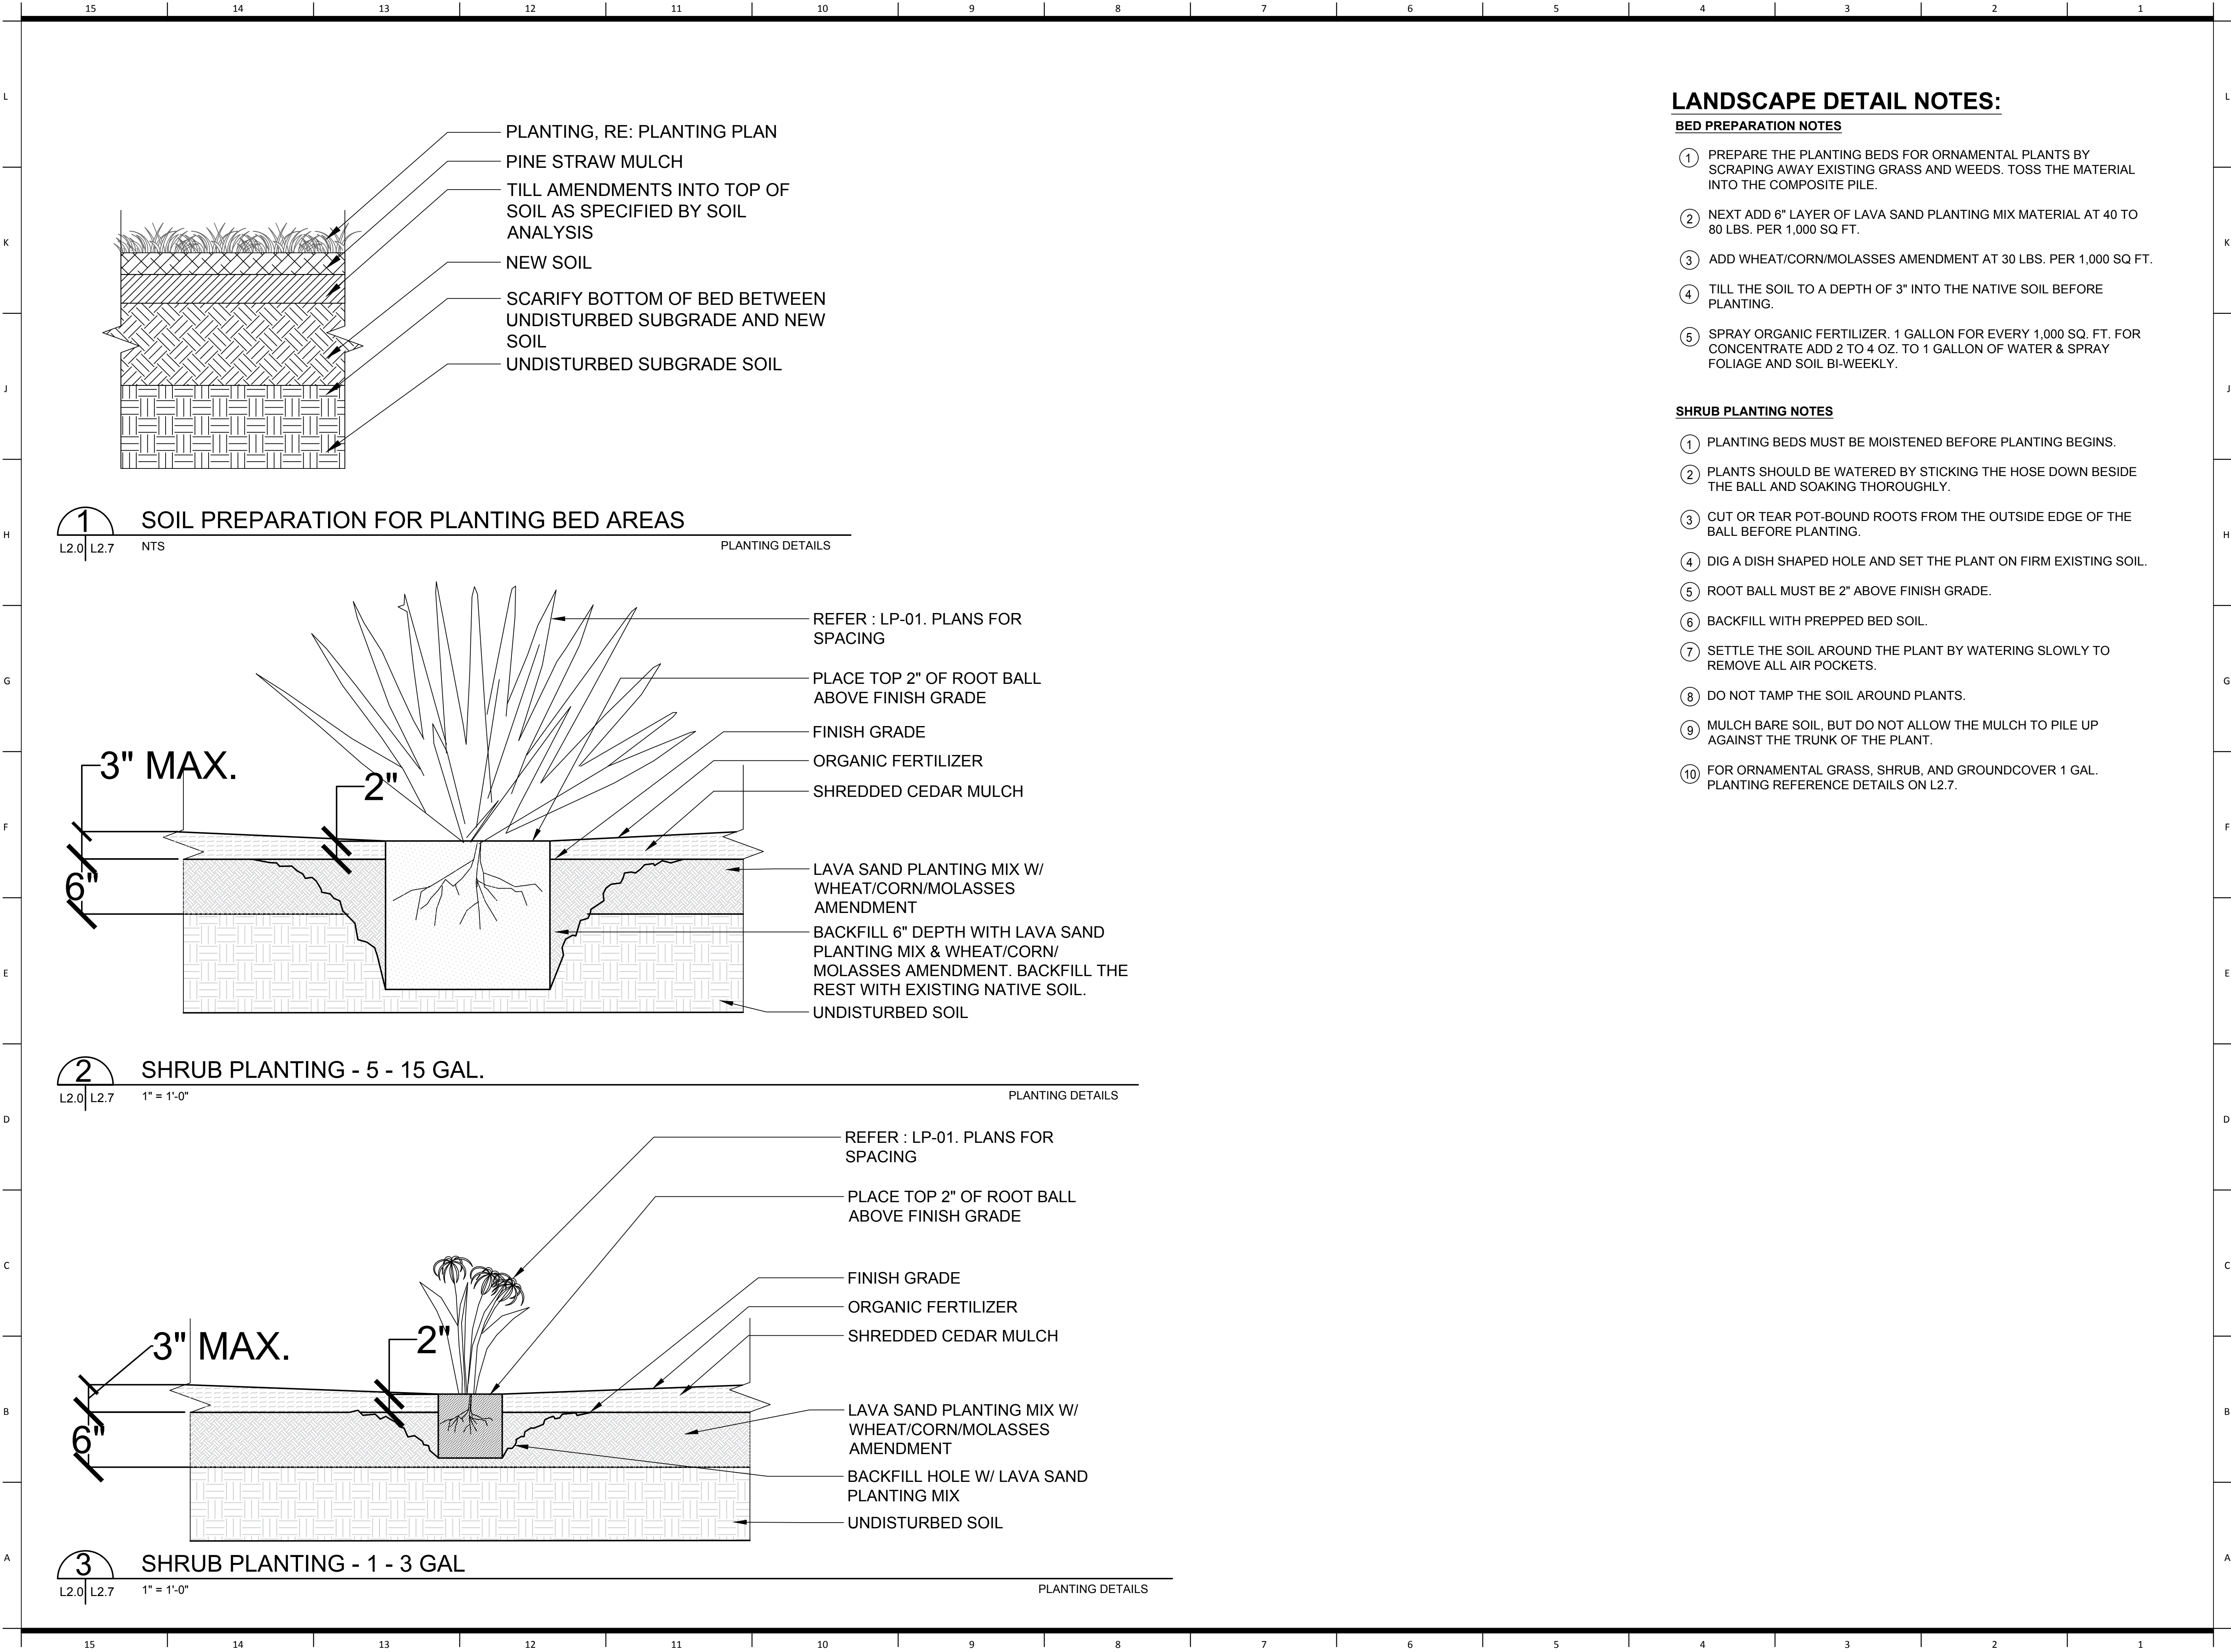 15 14 13 12 11 10 9 8 7 6 5 4 3 2 1
L
K
J
H
G
F
E
D
C
B
A
L
K
J
H
G
F
E
D
C
B
A
PLANTING, RE: PLANTING PLAN
PINE STRAW MULCH
TILL AMENDMENTS INTO TOP OF
SOIL AS SPECIFIED BY SOIL
ANALYSIS
NEW SOIL
SCARIFY BOTTOM OF BED BETWEEN
UNDISTURBED SUBGRADE AND NEW
SOIL
UNDISTURBED SUBGRADE SOIL
1 SOIL PREPARATION FOR PLANTING BED AREAS
L2.0 L2.7 NTS PLANTING DETAILS
REFER : LP-01. PLANS FOR
SPACING
PLACE TOP 2" OF ROOT BALL
ABOVE FINISH GRADE
FINISH GRADE
ORGANIC FERTILIZER
SHREDDED CEDAR MULCH
3" MAX.
2"
6"
LAVA SAND PLANTING MIX W/
WHEAT/CORN/MOLASSES
AMENDMENT
BACKFILL 6" DEPTH WITH LAVA SAND
PLANTING MIX & WHEAT/CORN/
MOLASSES AMENDMENT. BACKFILL THE
REST WITH EXISTING NATIVE SOIL.
UNDISTURBED SOIL
2 SHRUB PLANTING - 5 - 15 GAL.
L2.0 L2.7 1" = 1'-0" PLANTING DETAILS
REFER : LP-01. PLANS FOR
SPACING
PLACE TOP 2" OF ROOT BALL
ABOVE FINISH GRADE
FINISH GRADE
ORGANIC FERTILIZER
SHREDDED CEDAR MULCH
3" MAX.
2"
6"
LAVA SAND PLANTING MIX W/
WHEAT/CORN/MOLASSES
AMENDMENT
BACKFILL HOLE W/ LAVA SAND
PLANTING MIX
UNDISTURBED SOIL
3 SHRUB PLANTING - 1 - 3 GAL
L2.0 L2.7 1" = 1'-0" PLANTING DETAILS
LANDSCAPE DETAIL NOTES:
BED PREPARATION NOTES
1 PREPARE THE PLANTING BEDS FOR ORNAMENTAL PLANTS BY
SCRAPING AWAY EXISTING GRASS AND WEEDS. TOSS THE MATERIAL
INTO THE COMPOSITE PILE.
2 NEXT ADD 6" LAYER OF LAVA SAND PLANTING MIX MATERIAL AT 40 TO
80 LBS. PER 1,000 SQ FT.
3 ADD WHEAT/CORN/MOLASSES AMENDMENT AT 30 LBS. PER 1,000 SQ FT.
4 TILL THE SOIL TO A DEPTH OF 3" INTO THE NATIVE SOIL BEFORE
PLANTING.
5 SPRAY ORGANIC FERTILIZER. 1 GALLON FOR EVERY 1,000 SQ. FT. FOR
CONCENTRATE ADD 2 TO 4 OZ. TO 1 GALLON OF WATER & SPRAY
FOLIAGE AND SOIL BI-WEEKLY.
SHRUB PLANTING NOTES
1 PLANTING BEDS MUST BE MOISTENED BEFORE PLANTING BEGINS.
2 PLANTS SHOULD BE WATERED BY STICKING THE HOSE DOWN BESIDE
THE BALL AND SOAKING THOROUGHLY.
3 CUT OR TEAR POT-BOUND ROOTS FROM THE OUTSIDE EDGE OF THE
BALL BEFORE PLANTING.
4 DIG A DISH SHAPED HOLE AND SET THE PLANT ON FIRM EXISTING SOIL.
5 ROOT BALL MUST BE 2" ABOVE FINISH GRADE.
6 BACKFILL WITH PREPPED BED SOIL.
7 SETTLE THE SOIL AROUND THE PLANT BY WATERING SLOWLY TO
REMOVE ALL AIR POCKETS.
8 DO NOT TAMP THE SOIL AROUND PLANTS.
9 MULCH BARE SOIL, BUT DO NOT ALLOW THE MULCH TO PILE UP
AGAINST THE TRUNK OF THE PLANT.
10 FOR ORNAMENTAL GRASS, SHRUB, AND GROUNDCOVER 1 GAL.
PLANTING REFERENCE DETAILS ON L2.7.
15 14 13 12 11 10 9 8 7 6 5 4 3 2 1